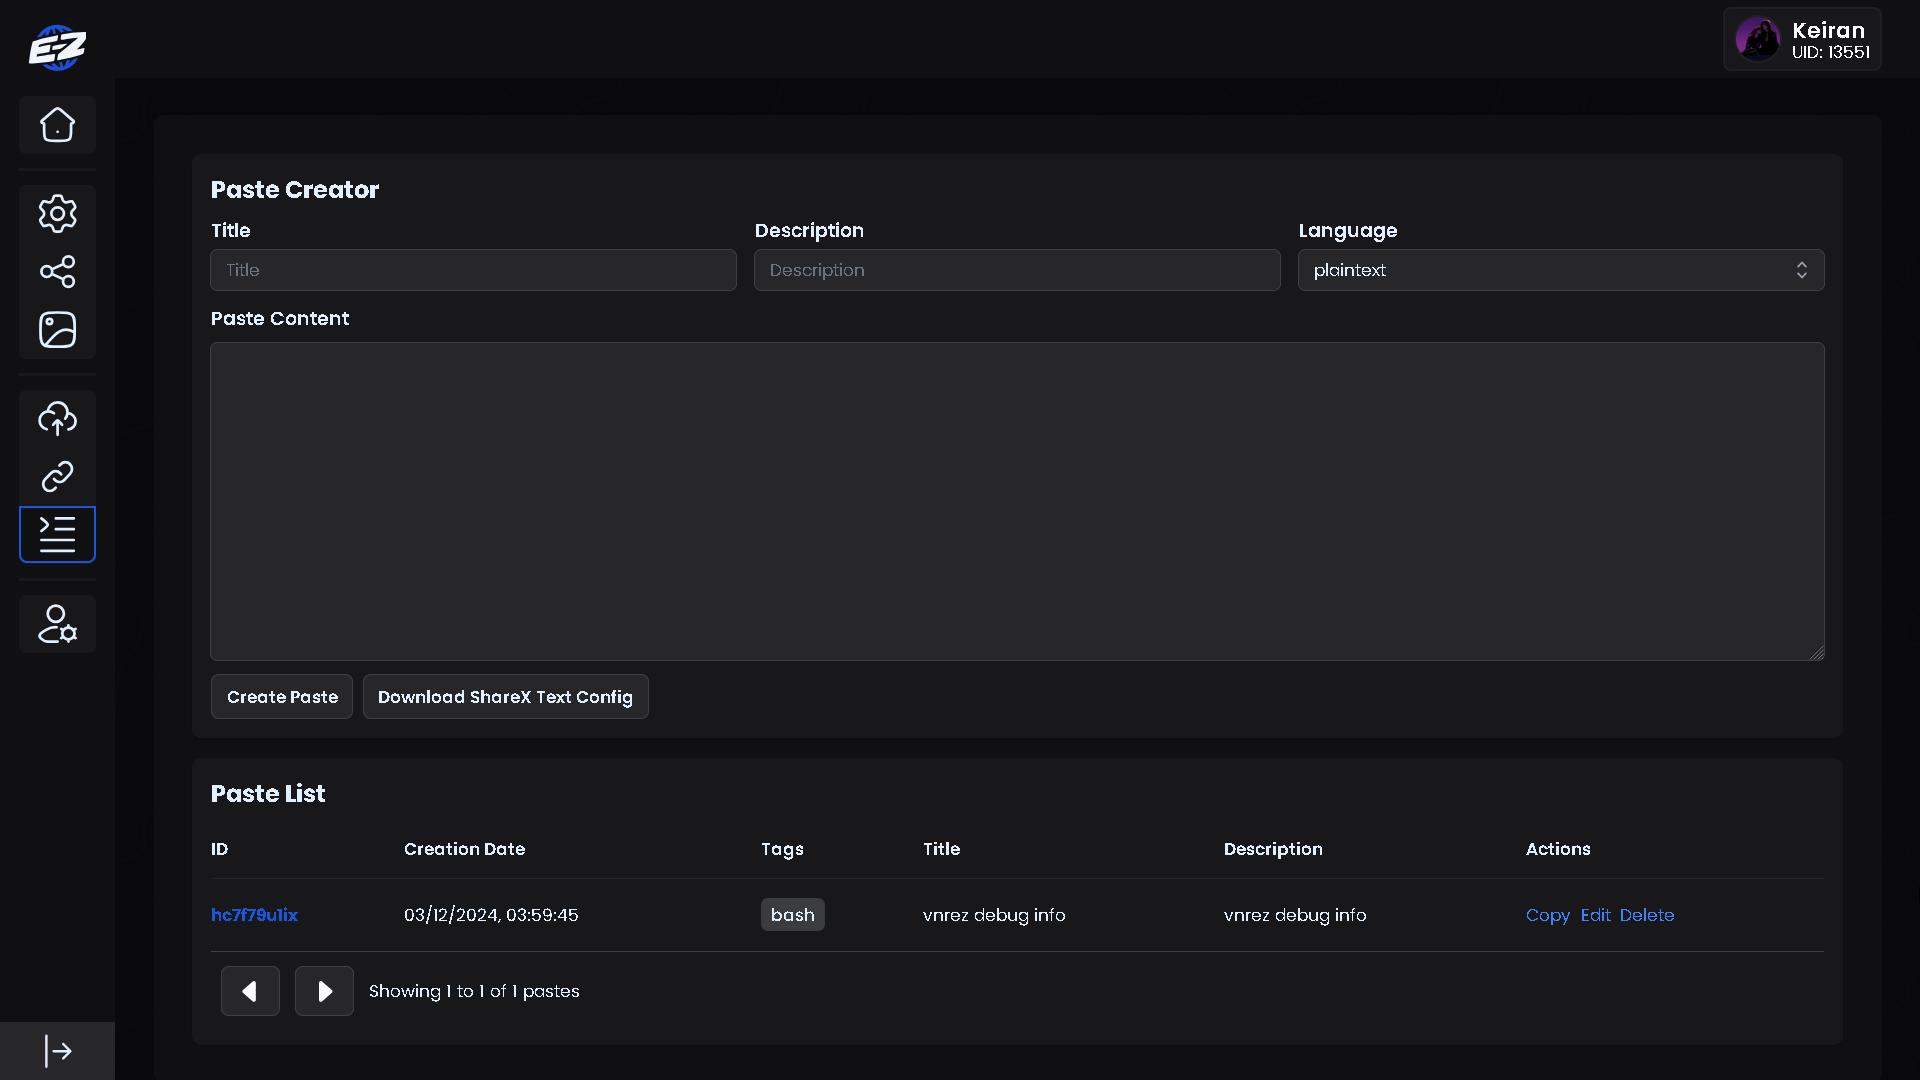 E-Z
Keiran
UID: 13551
Paste Creator
Title
Description
Language
Title
Description
plaintext
Paste Content
Create Paste
Download ShareX Text Config
Paste List
ID
Creation Date
Tags
Title
Description
Actions
hc7f79u1ix
03/12/2024, 03:59:45
bash
vnrez debug info
vnrez debug info
Copy Edit Delete
Showing 1 to 1 of 1 pastes